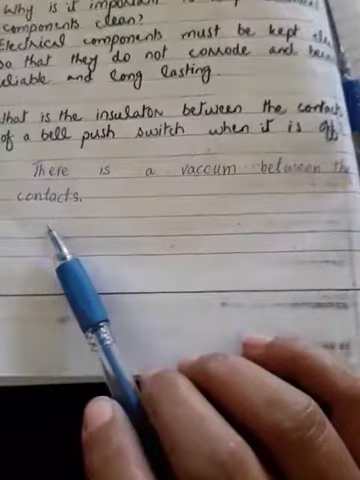 Why is it important
components clean?
Electrical components must be kept
so that they do not corrode and
reliable and long lasting.
What is the insulator between the contacts
of a bell push switch when it is off,
There is a vaccum between the
contacts.